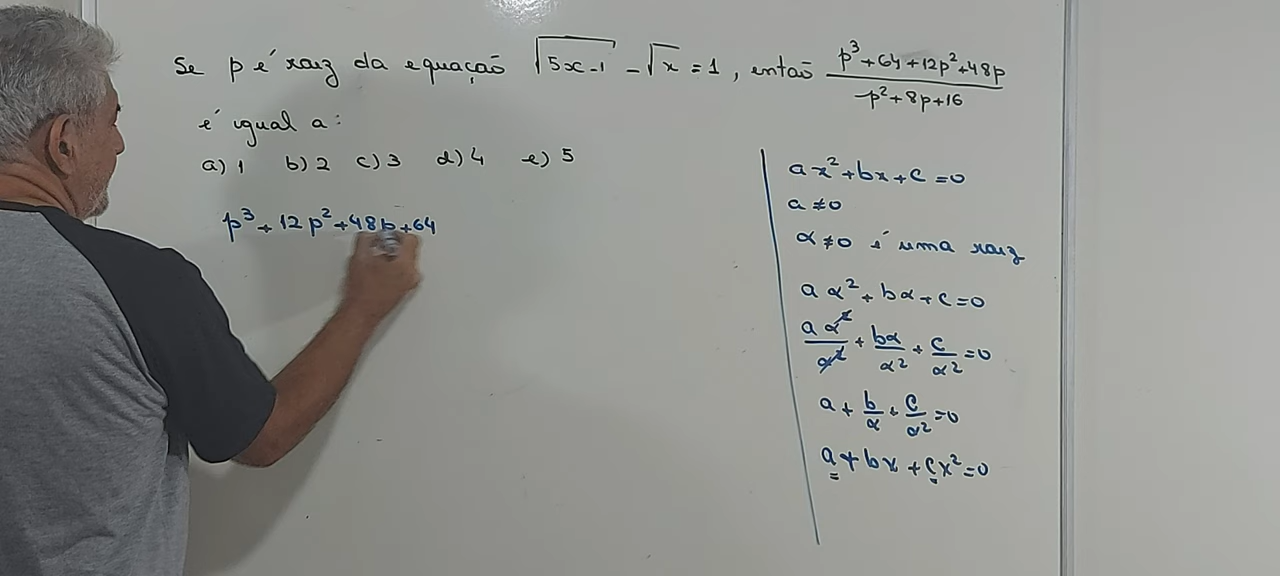 Se p é raiz da equação √5x-1 - √x = 1, então p³+64+12p²+48p / p²+8p+16
é igual a:
a) 1 b) 2 c) 3 d) 4 e) 5
p³+12p²+48p+64
ax²+bx+c=0
a≠0
α≠0 é uma raiz
aα²+bα+c=0
aα²/α² + bα/α² + c/α² =0
a + b/α + c/α² =0
a+bx+cx²=0